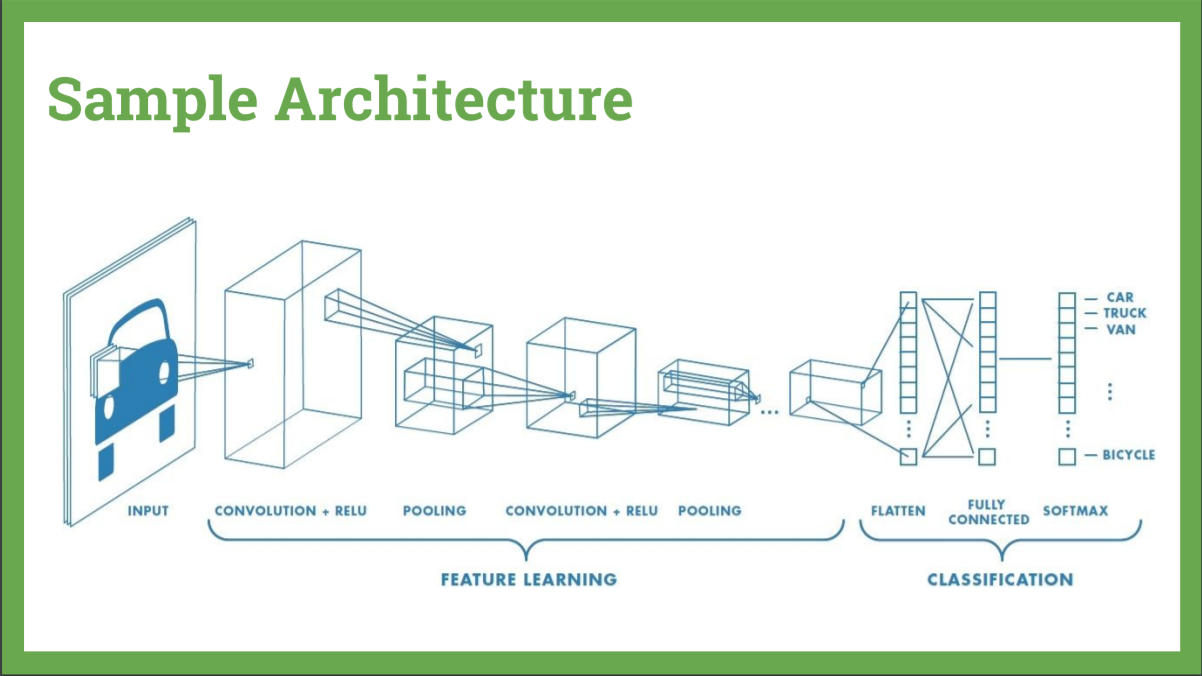 Sample Architecture
CAR
TRUCK
VAN
BICYCLE
INPUT
CONVOLUTION + RELU
POOLING
CONVOLUTION + RELU
POOLING
FLATTEN
FULLY
CONNECTED
SOFTMAX
FEATURE LEARNING
CLASSIFICATION